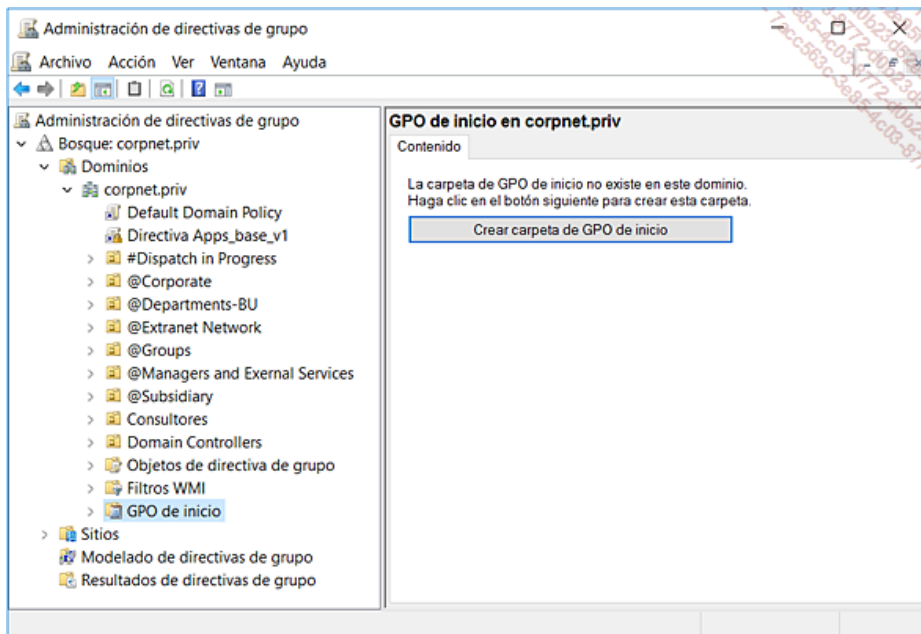 Administración de directivas de grupo
Archivo Acción Ver Ventana Ayuda
Administración de directivas de grupo
Bosque: corpnet.priv
Dominios
corpnet.priv
Default Domain Policy
Directiva Apps_base_v1
#Dispatch in Progress
@Corporate
@Departments-BU
@Extranet Network
@Groups
@Managers and Exernal Services
@Subsidiary
Consultores
Domain Controllers
Objetos de directiva de grupo
Filtros WMI
GPO de inicio
Sitios
Modelado de directivas de grupo
Resultados de directivas de grupo
GPO de inicio en corpnet.priv
Contenido
La carpeta de GPO de inicio no existe en este dominio.
Haga clic en el botón siguiente para crear esta carpeta.
Crear carpeta de GPO de inicio